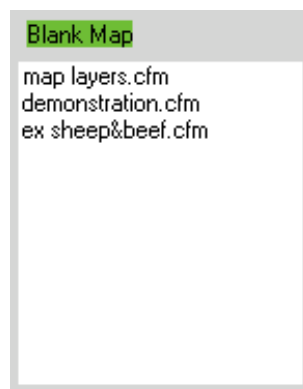 Blank Map
map layers.cfm
demonstration.cfm
ex sheep&beef.cfm